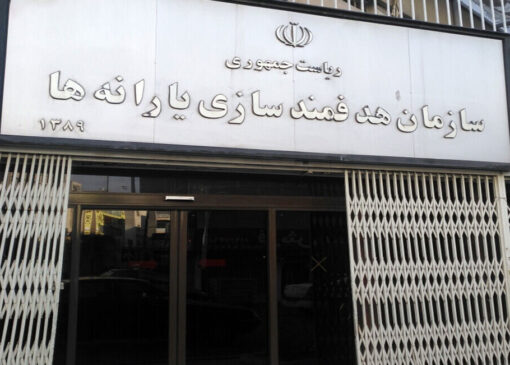 ریاست جمهوری
سازمان هدفمند سازی یارانه ها
۱۳۸۹